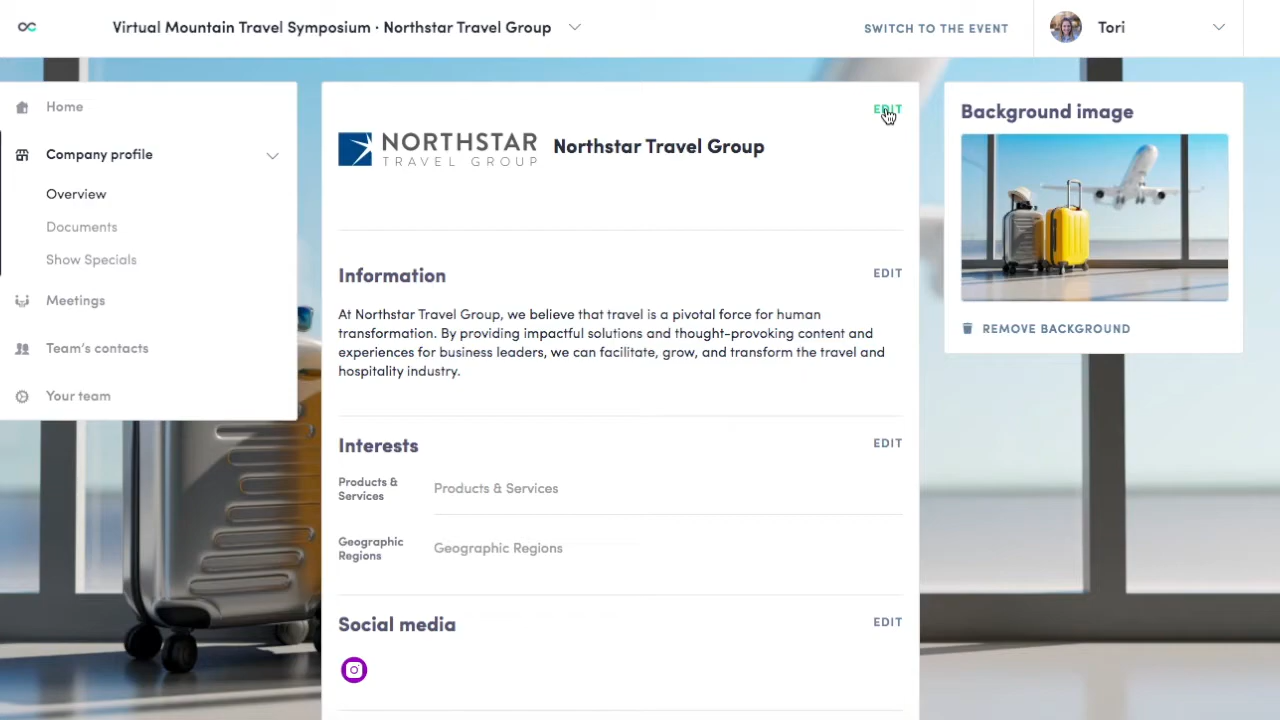 Virtual Mountain Travel Symposium · Northstar Travel Group
SWITCH TO THE EVENT
Tori
Home
Company profile
Overview
Documents
Show Specials
Meetings
Team's contacts
Your team
EDIT
NORTHSTAR
TRAVEL GROUP
Northstar Travel Group
Information
EDIT
At Northstar Travel Group, we believe that travel is a pivotal force for human
transformation. By providing impactful solutions and thought-provoking content and
experiences for business leaders, we can facilitate, grow, and transform the travel and
hospitality industry.
Interests
EDIT
Products &
Services
Products & Services
Geographic
Regions
Geographic Regions
Social media
EDIT
Background image
REMOVE BACKGROUND